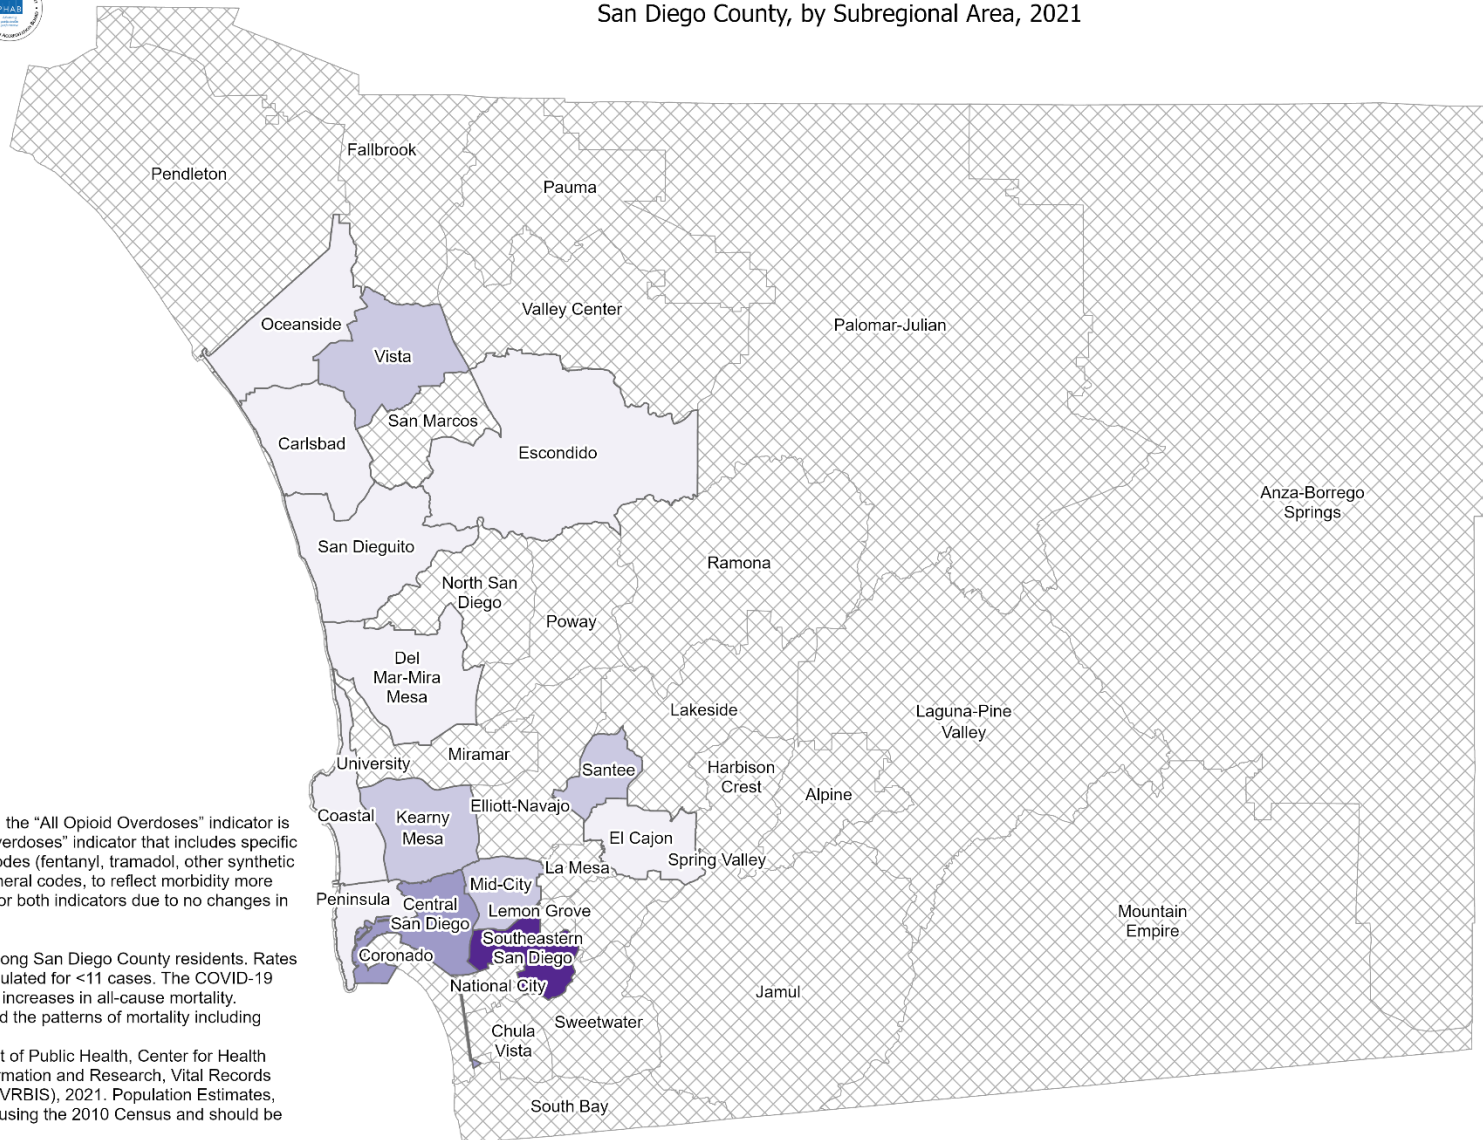 PHAB
San Diego County, by Subregional Area, 2021
Fallbrook
Pendleton
Pauma
Valley Center
Oceanside
Palomar-Julian
Vista
San Marcos
Carlsbad
Escondido
Anza-Borrego
Springs
San Dieguito
Ramona
North San
Diego
Poway
Del
Mar-Mira
Mesa
Lakeside
Laguna-Pine
Valley
Miramar
University
Santee
Harbison
Crest
Alpine
Elliott-Navajo
Coastal
Kearny
Mesa
El Cajon
Spring Valley
La Mesa
Mid-City
Peninsula
Central
San Diego
Lemon Grove
Mountain
Empire
Southeastern
San Diego
Coronado
National City
Jamul
Sweetwater
Chula
Vista
South Bay
the “All Opioid Overdoses” indicator is
verdoses” indicator that includes specific
odes (fentanyl, tramadol, other synthetic
neral codes, to reflect morbidity more
or both indicators due to no changes in
ong San Diego County residents. Rates
ulated for <11 cases. The COVID-19
increases in all-cause mortality.
d the patterns of mortality including
t of Public Health, Center for Health
rmation and Research, Vital Records
VRBIS), 2021. Population Estimates,
using the 2010 Census and should be